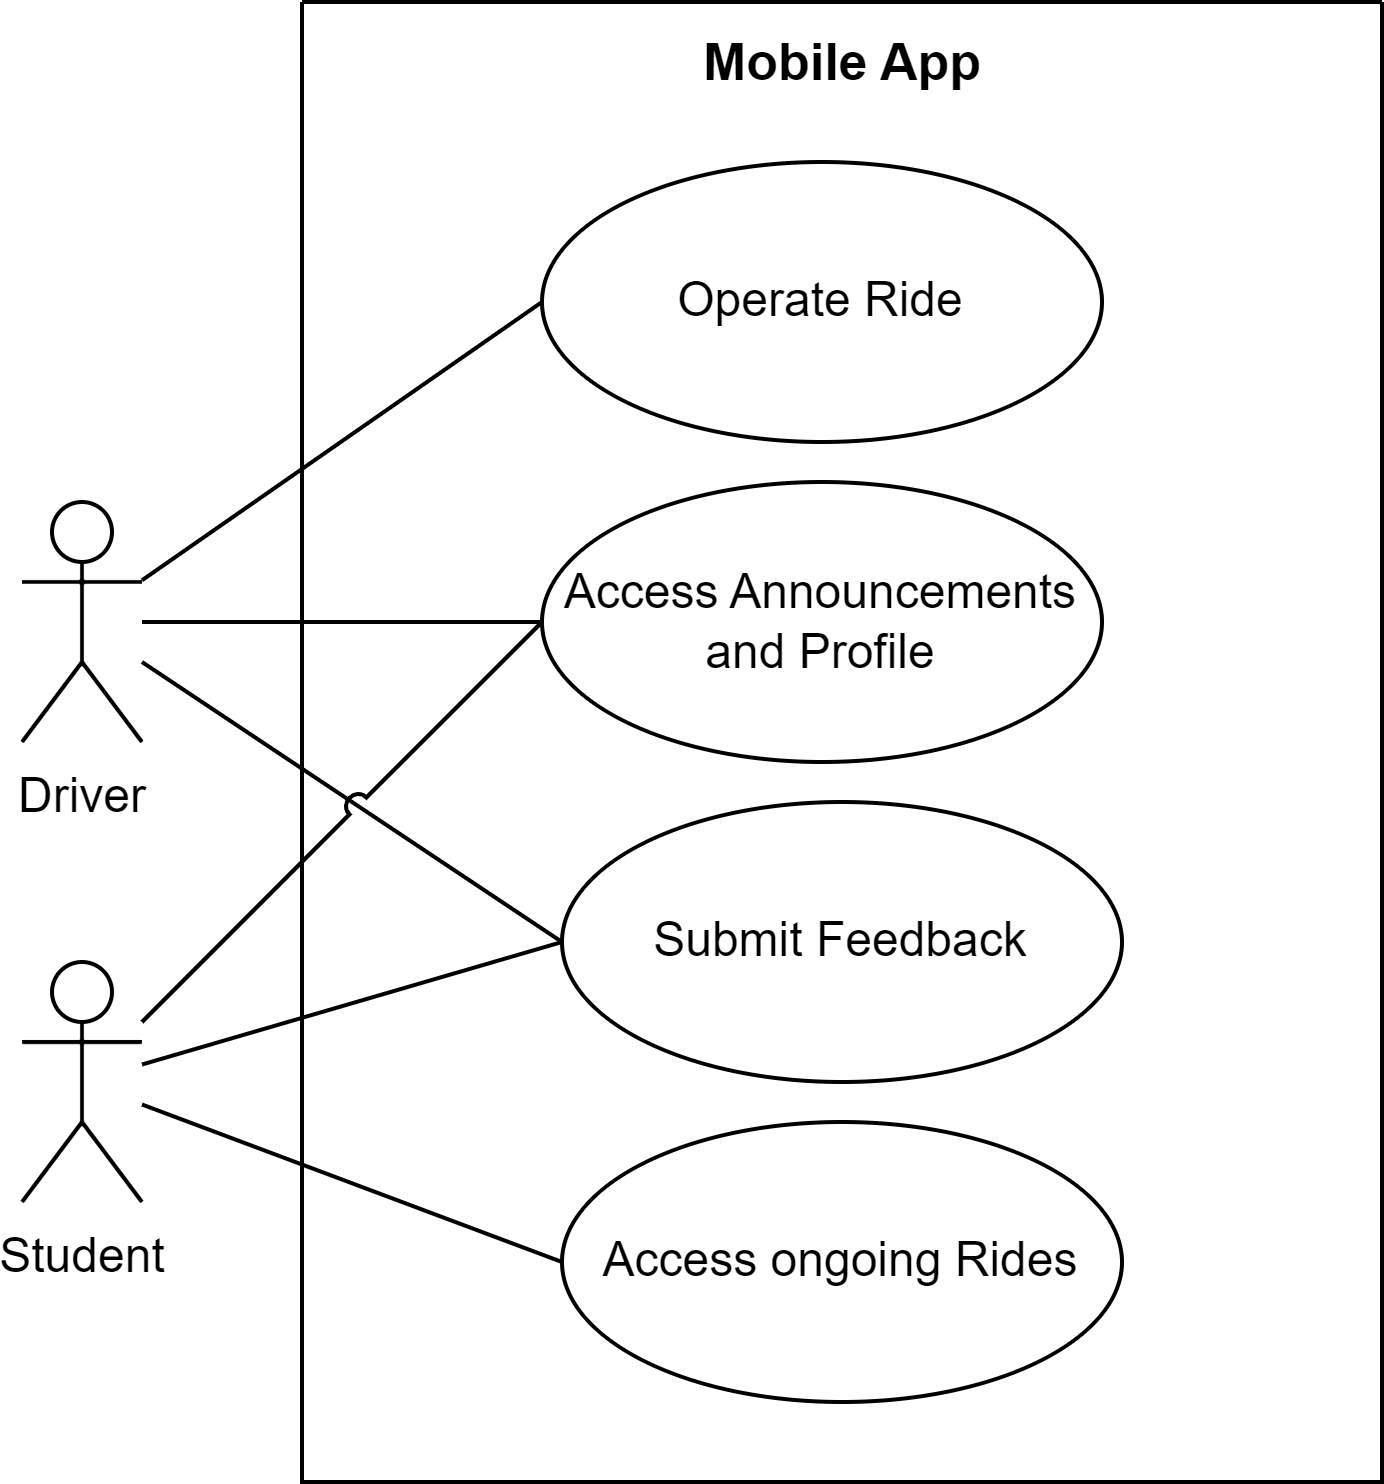 Mobile App
Operate Ride
Access Announcements
and Profile
Driver
Submit Feedback
Student
Access ongoing Rides